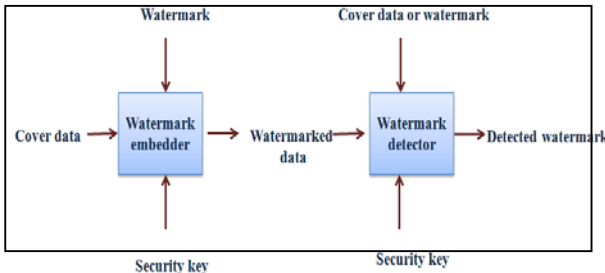 Watermark
Cover data or watermark
Cover data
Watermark
embedder
Watermarked
data
Watermark
detector
Detected watermark
Security key
Security key